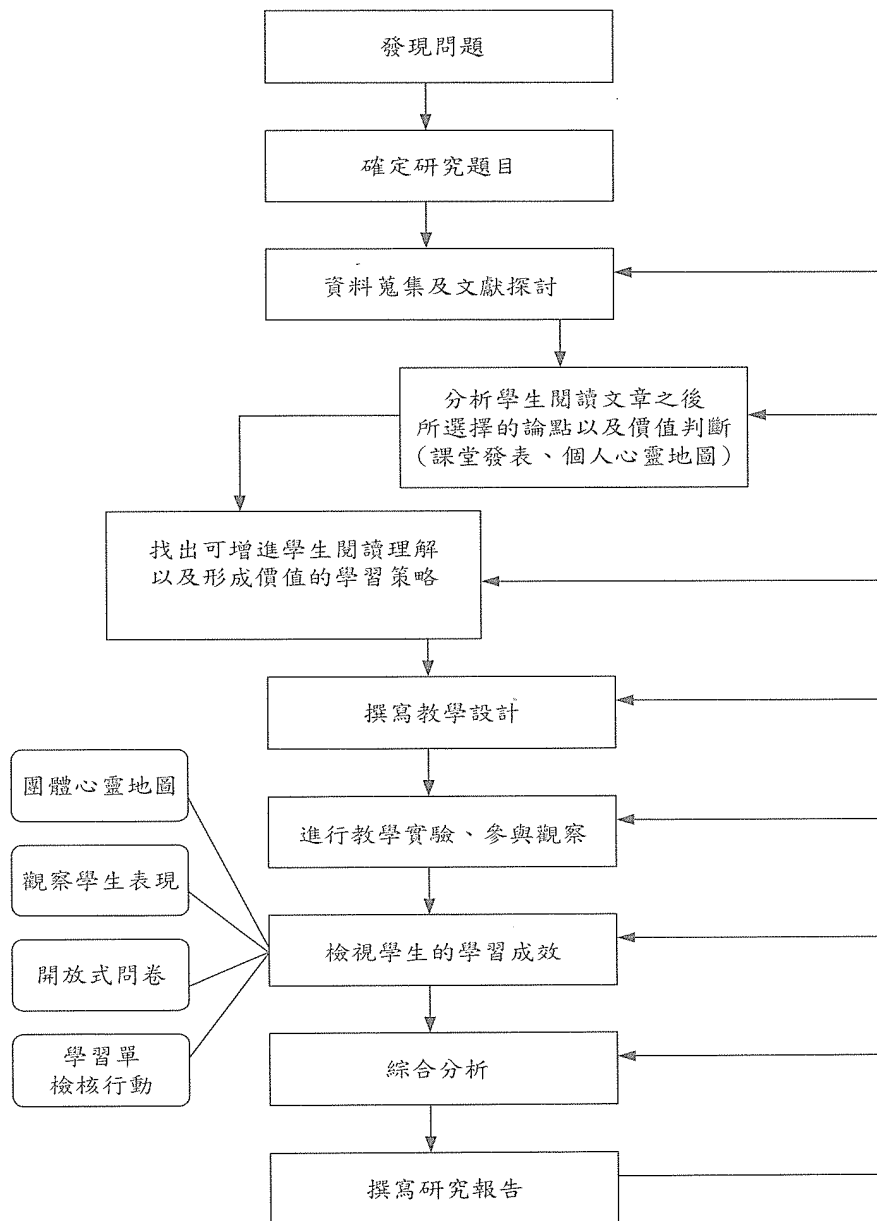 發現問題
確定研究題目
資料蒐集及文獻探討
分析學生閱讀文章之後
所選擇的論點以及價值判斷
(課堂發表、個人心靈地圖)
找出可增進學生閱讀理解
以及形成價值的學習策略
撰寫教學設計
團體心靈地圖
進行教學實驗、參與觀察
觀察學生表現
檢視學生的學習成效
開放式問卷
學習單
檢核行動
綜合分析
撰寫研究報告